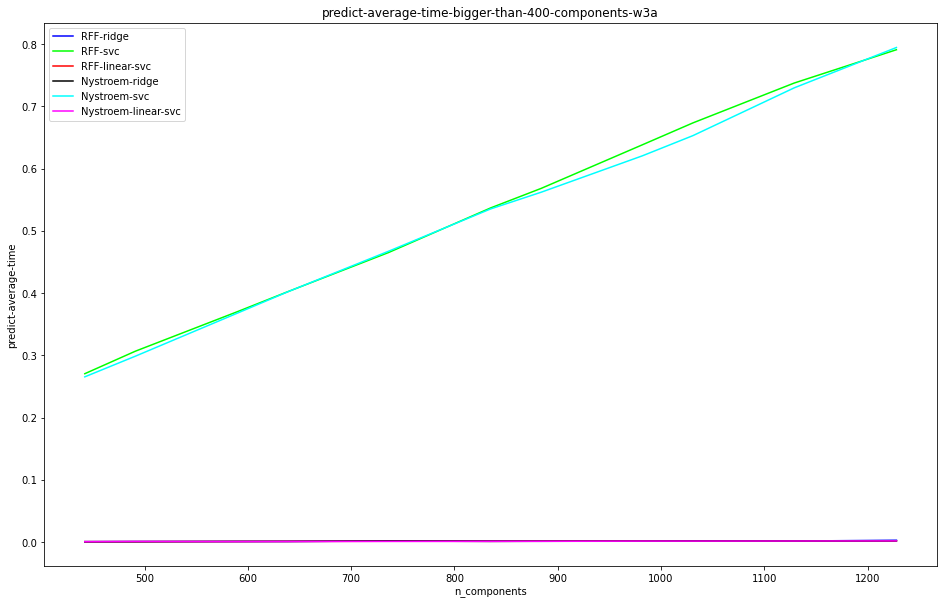 predict-average-time-bigger-than-400-components-w3a
RFF-ridge
RFF-svc
RFF-linear-svc
Nystroem-ridge
Nystroem-svc
Nystroem-linear-svc
predict-average-time
0.8
0.7
0.6
0.5
0.4
0.3
0.2
0.1
0.0
500 600 700 800 900 1000 1100 1200
n_components